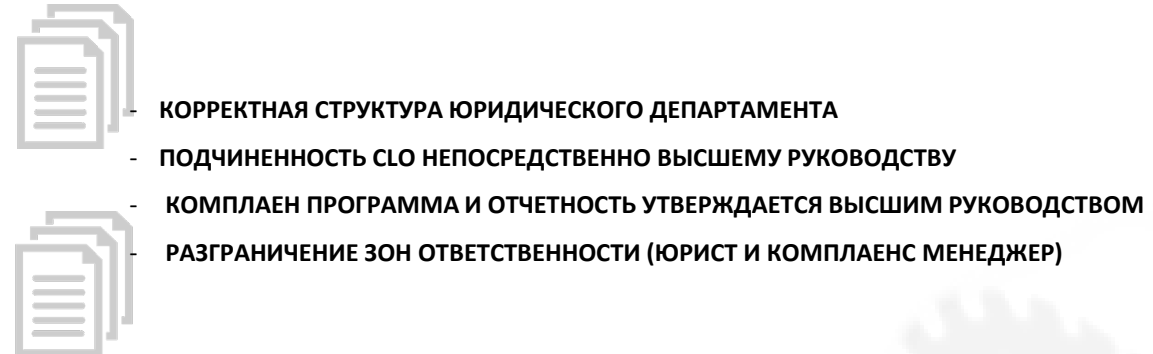 - КОРРЕКТНАЯ СТРУКТУРА ЮРИДИЧЕСКОГО ДЕПАРТАМЕНТА
- ПОДЧИНЕННОСТЬ CLO НЕПОСРЕДСТВЕННО ВЫСШЕМУ РУКОВОДСТВУ
- КОМПЛАЕН ПРОГРАММА И ОТЧЕТНОСТЬ УТВЕРЖДАЕТСЯ ВЫСШИМ РУКОВОДСТВОМ
- РАЗГРАНИЧЕНИЕ ЗОН ОТВЕТСТВЕННОСТИ (ЮРИСТ И КОМПЛАЕНС МЕНЕДЖЕР)